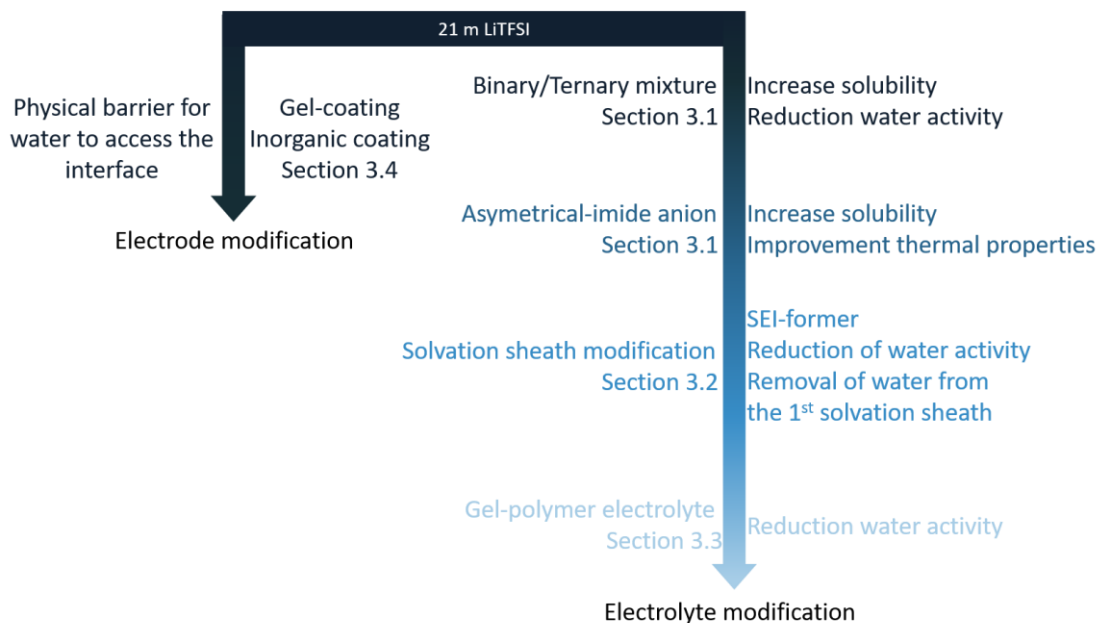 21 m LiTFSI
Physical barrier for
water to access the
interface
Gel-coating
Inorganic coating
Section 3.4
Electrode modification
Binary/Ternary mixture
Section 3.1
Increase solubility
Reduction water activity
Asymetrical-imide anion
Section 3.1
Increase solubility
Improvement thermal properties
Solvation sheath modification
Section 3.2
SEI-former
Reduction of water activity
Removal of water from
the 1st solvation sheath
Gel-polymer electrolyte
Section 3.3
Reduction water activity
Electrolyte modification